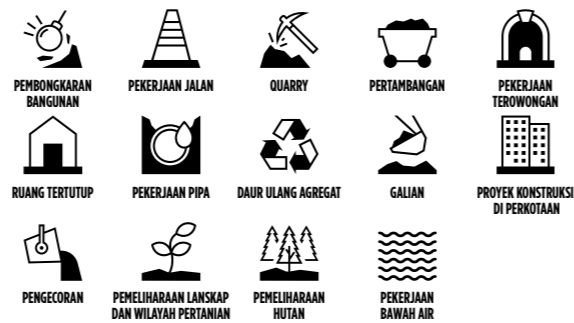 PEMBONGKARAN
BANGUNAN
PEKERJAAN JALAN
QUARRY
PERTAMBANGAN
PEKERJAAN
TEROWONGAN
RUANG TERTUTUP
PEKERJAAN PIPA
DAUR ULANG AGREGAT
GALIAN
PROYEK KONSTRUKSI
DI PERKOTAAN
PENGECORAN
PEMELIHARAAN LANSKAP
DAN WILAYAH PERTANIAN
PEMELIHARAAN
HUTAN
PEKERJAAN
BAWAH AIR